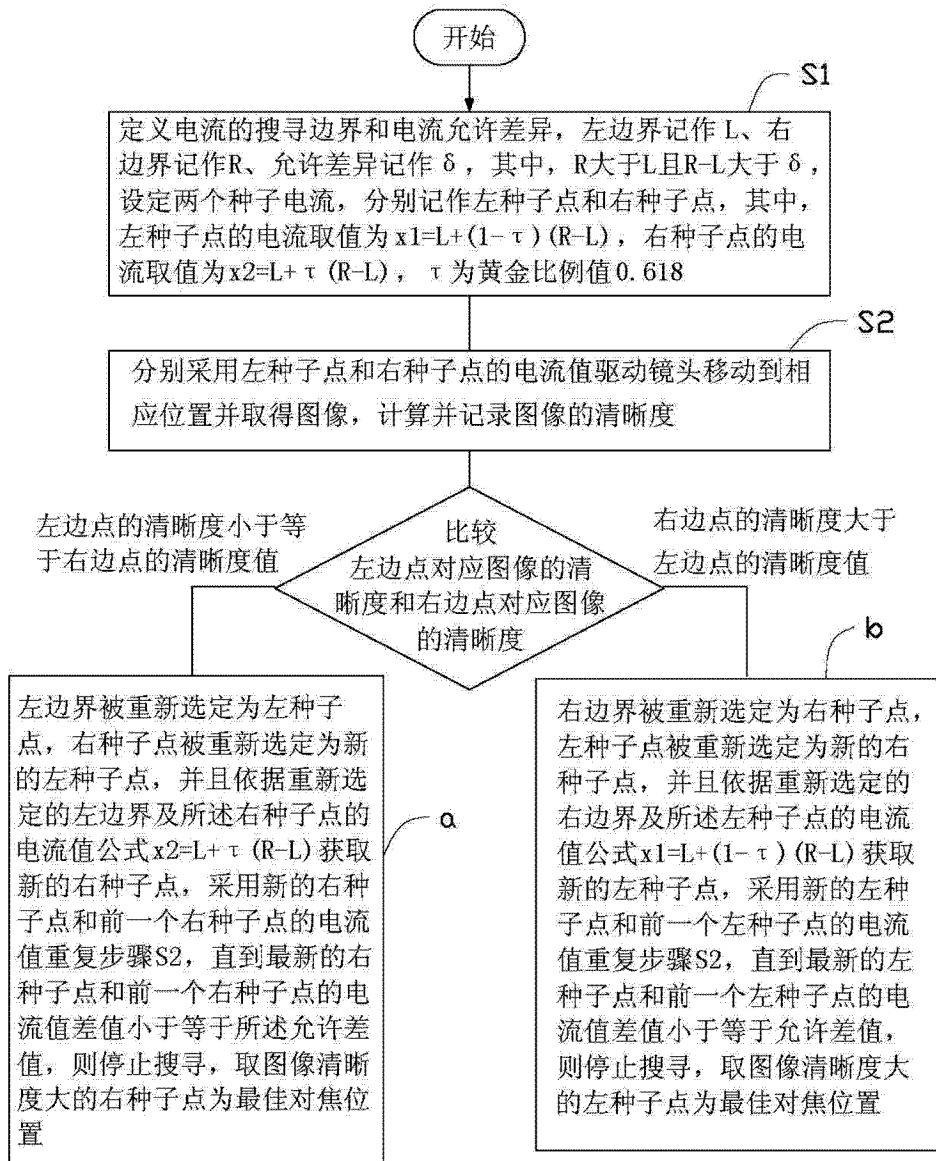 开始
S1
定义电流的搜寻边界和电流允许差异，左边界记作 L、右
边界记作R、允许差异记作 δ，其中，R大于L且R-L大于 δ，
设定两个种子电流，分别记作左种子点和右种子点，其中，
左种子点的电流取值为x1=L+(1-τ)(R-L)，右种子点的电
流取值为x2=L+τ(R-L)，τ为黄金比例值0.618
S2
分别采用左种子点和右种子点的电流值驱动镜头移动到相
应位置并取得图像，计算并记录图像的清晰度
左边点的清晰度小于等
于右边点的清晰度值
比较
左边点对应图像的清
晰度和右边点对应图像
的清晰度
右边点的清晰度大于
左边点的清晰度值
a
左边界被重新选定为左种子
点，右种子点被重新选定为新
的左种子点，并且依据重新选
定的左边界及所述右种子点的
电流值公式x2=L+τ(R-L)获取
新的右种子点，采用新的右种
子点和前一个右种子点的电流
值重复步骤S2，直到最新的右
种子点和前一个右种子点的电
流值差值小于等于所述允许差
值，则停止搜寻，取图像清晰
度大的右种子点为最佳对焦位
置
b
右边界被重新选定为右种子点，
左种子点被重新选定为新的右
种子点，并且依据重新选定的
右边界及所述左种子点的电流
值公式x1=L+(1-τ)(R-L)获取
新的左种子点，采用新的左种
子点和前一个左种子点的电流
值重复步骤S2，直到最新的左
种子点和前一个左种子点的电
流值差值小于等于允许差值，
则停止搜寻，取图像清晰度大
的左种子点为最佳对焦位置